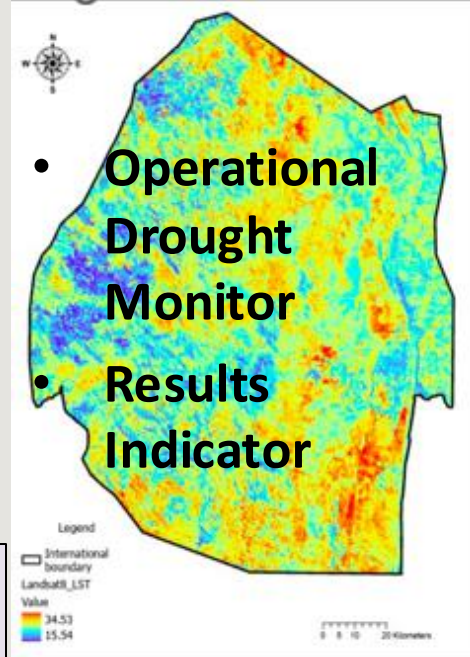 N
W E
S
• Operational
Drought
Monitor
• Results
Indicator
Legend
International
boundary
Landsat8_LST
Value
34.53
15.54
0 5 10 20 Kilometers